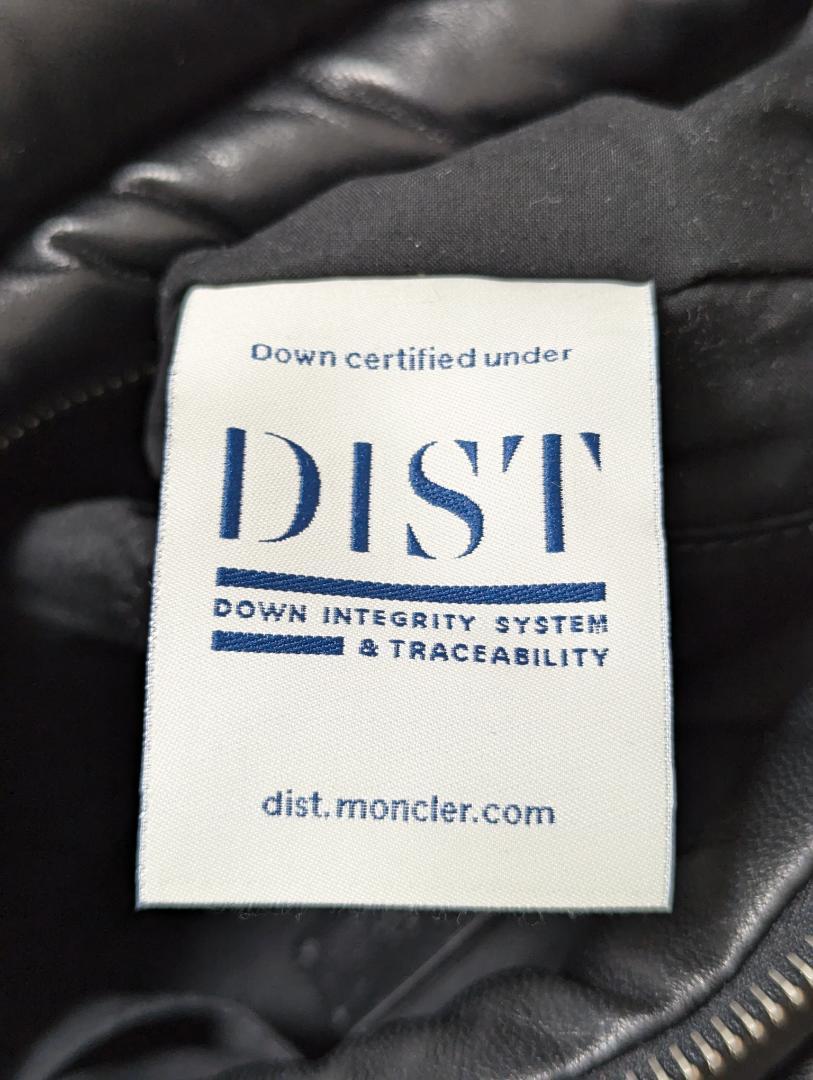 Down certified under
DIST
DOWN INTEGRITY SYSTEM
& TRACEABILITY
dist.moncler.com